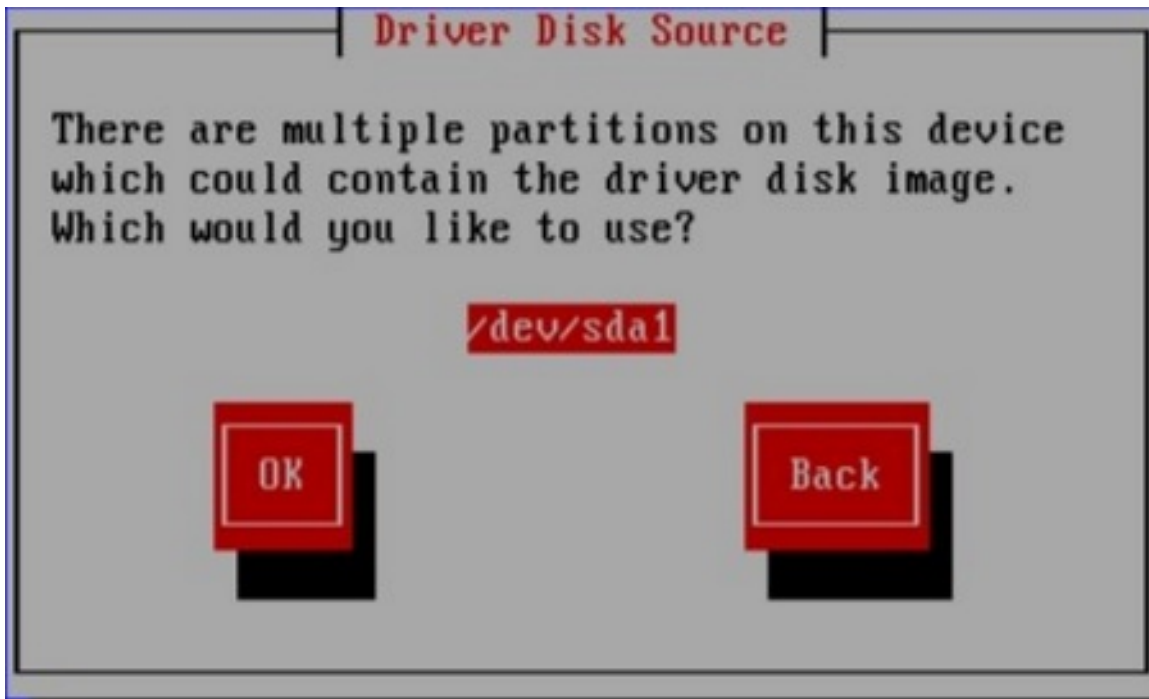 Driver Disk Source
There are multiple partitions on this device
which could contain the driver disk image.
Which would you like to use?
/dev/sda1
OK Back